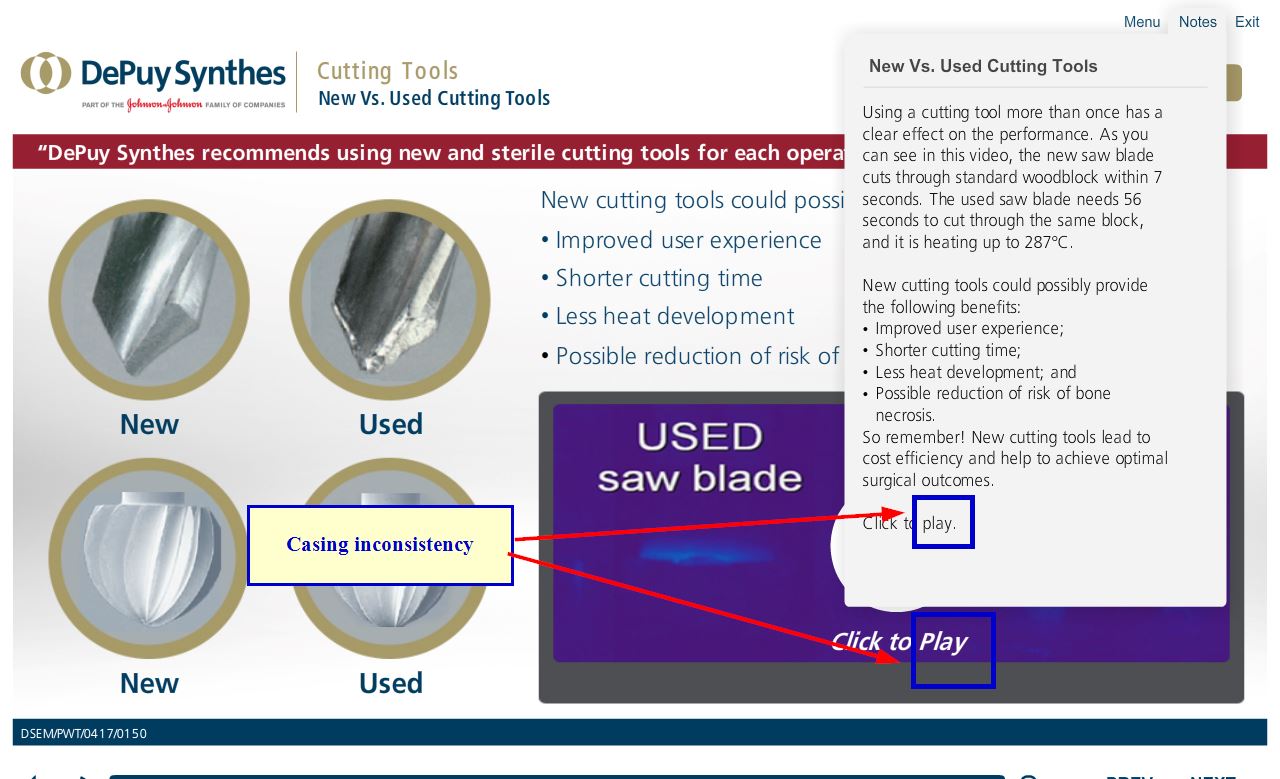 Menu Notes Exit
DePuy Synthes
PART OF THE Johnson & Johnson FAMILY OF COMPANIES
Cutting Tools
New Vs. Used Cutting Tools
"DePuy Synthes recommends using new and sterile cutting tools for each opera
New
Used
New
Used
New cutting tools could possi
• Improved user experience
• Shorter cutting time
• Less heat development
• Possible reduction of risk of
USED
saw blade
Click to Play
New Vs. Used Cutting Tools
Using a cutting tool more than once has a
clear effect on the performance. As you
can see in this video, the new saw blade
cuts through standard woodblock within 7
seconds. The used saw blade needs 56
seconds to cut through the same block,
and it is heating up to 287°C.
New cutting tools could possibly provide
the following benefits:
• Improved user experience;
• Shorter cutting time;
• Less heat development; and
• Possible reduction of risk of bone
necrosis.
So remember! New cutting tools lead to
cost efficiency and help to achieve optimal
surgical outcomes.
Click to play.
Casing inconsistency
DSEM/PWT/0417/0150
PREV NEXT